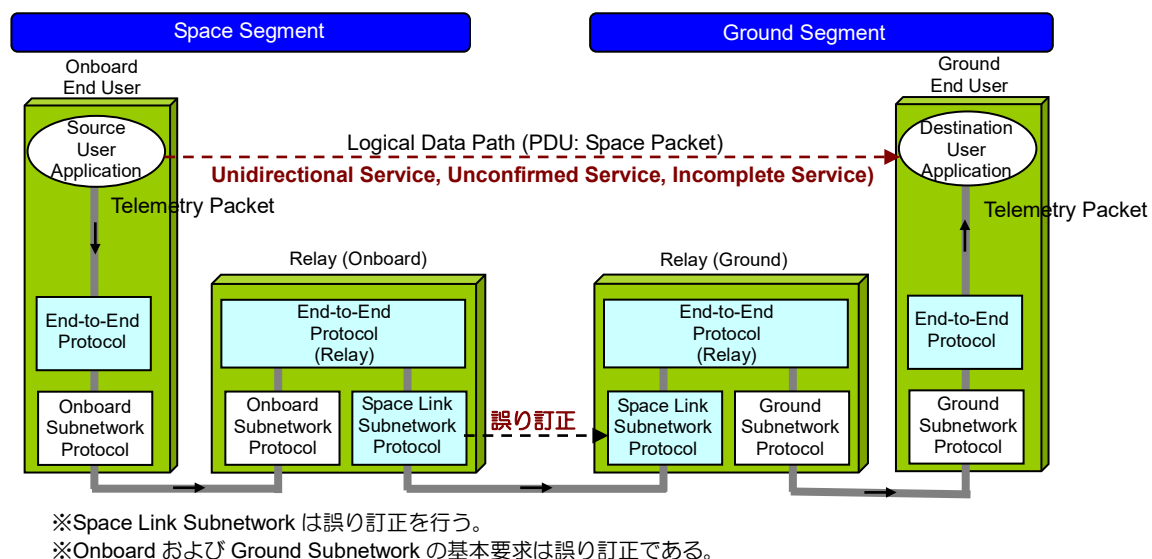 Space Segment
Ground Segment
Onboard
End User
Ground
End User
Source
User
Application
Destination
User
Application
Logical Data Path (PDU: Space Packet)
Unidirectional Service, Unconfirmed Service, Incomplete Service)
Telemetry Packet
Telemetry Packet
Relay (Onboard)
Relay (Ground)
End-to-End
Protocol
End-to-End
Protocol
(Relay)
End-to-End
Protocol
(Relay)
End-to-End
Protocol
Onboard
Subnetwork
Protocol
Onboard
Subnetwork
Protocol
Space Link
Subnetwork
Protocol
誤り訂正
Space Link
Subnetwork
Protocol
Ground
Subnetwork
Protocol
Ground
Subnetwork
Protocol
※Space Link Subnetwork は誤り訂正を行う。
※Onboard および Ground Subnetwork の基本要求は誤り訂正である。